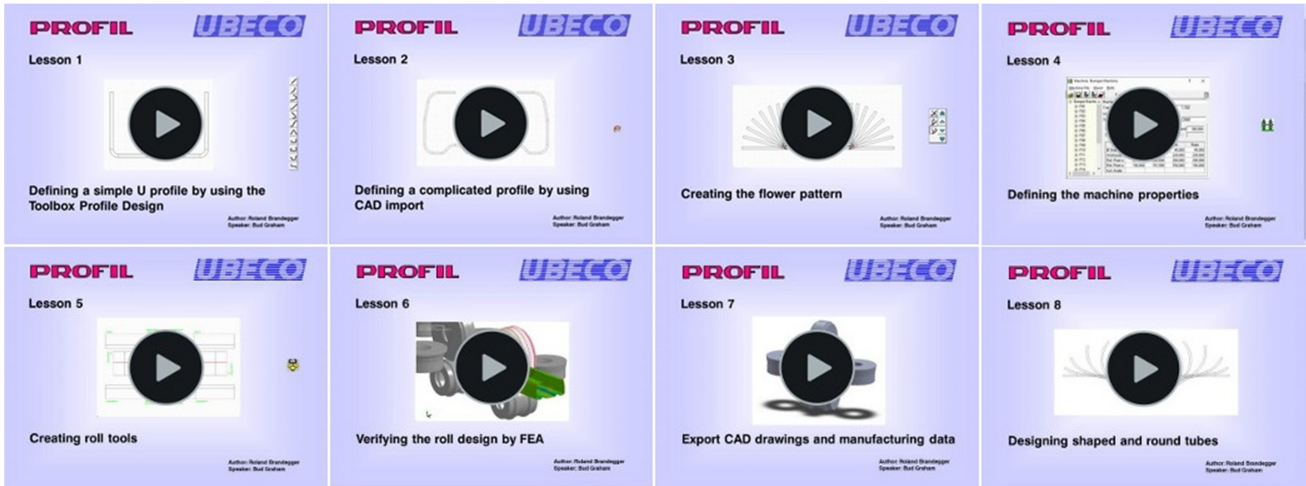 PROFIL
UBECO
Lesson 1
Defining a simple U profile by using the
Toolbox Profile Design
Author: Roland Brandegger
Speaker: Bud Graham
PROFIL
UBECO
Lesson 2
Defining a complicated profile by using
CAD import
Author: Roland Brandegger
Speaker: Bud Graham
PROFIL
UBECO
Lesson 3
Creating the flower pattern
Author: Roland Brandegger
Speaker: Bud Graham
PROFIL
UBECO
Lesson 4
Defining the machine properties
Author: Roland Brandegger
Speaker: Bud Graham
PROFIL
UBECO
Lesson 5
Creating roll tools
Author: Roland Brandegger
Speaker: Bud Graham
PROFIL
UBECO
Lesson 6
Verifying the roll design by FEA
Author: Roland Brandegger
Speaker: Bud Graham
PROFIL
UBECO
Lesson 7
Export CAD drawings and manufacturing data
Author: Roland Brandegger
Speaker: Bud Graham
PROFIL
UBECO
Lesson 8
Designing shaped and round tubes
Author: Roland Brandegger
Speaker: Bud Graham